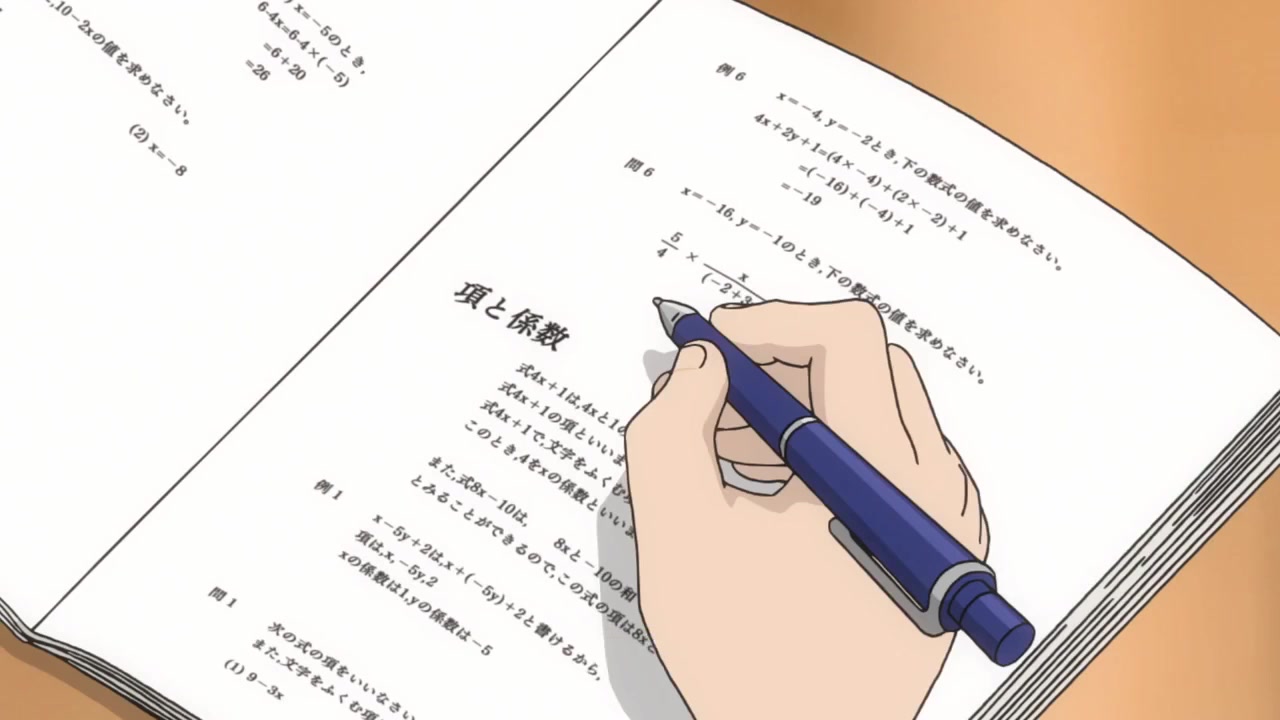 10−2xの値を求めなさい。
x=−5のとき,
6-4x=6-4×(−5)
=6+20
=26
(2) x=−8
例 6
x=−4, y=−2とき,下の数式の値を求めなさい。
4x+2y+1=(4×−4)+(2×−2)+1
=(−16)+(−4)+1
=−19
問 6
x=−16, y=−1のとき,下の数式の値を求めなさい。
5/4 × x/(−2+3
項と係数
式4x+1は,4xと1の
式4x+1の項といいま
式4x+1で,文字をふくむ
このとき,4をxの係数といいま
また,式8x−10は, 8xと−10の和
とみることができるので,この式の項は8xと
例 1
x−5y+2は,x+(−5y)+2と書けるから,
項は,x,−5y,2
xの係数は1,yの係数は−5
問 1
次の式の項をいいなさい
また,文字をふくむ項
(1) 9−3x